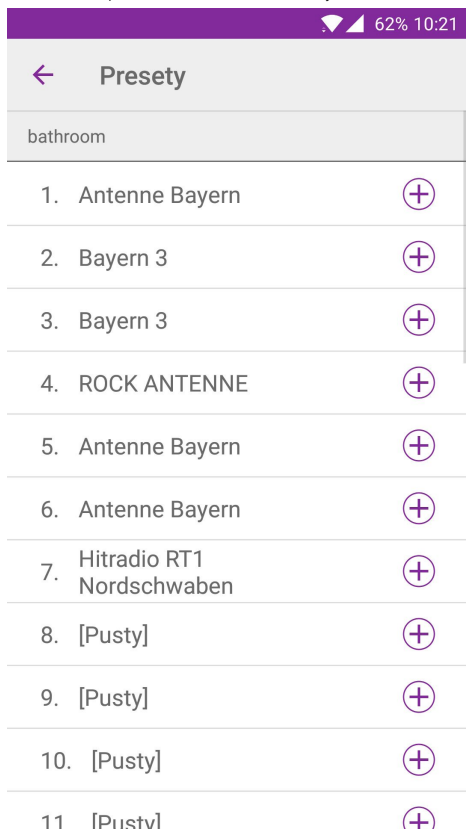 62% 10:21
Presety
bathroom
1. Antenne Bayern
2. Bayern 3
3. Bayern 3
4. ROCK ANTENNE
5. Antenne Bayern
6. Antenne Bayern
7. Hitradio RT1
Nordschwaben
8. [Pusty]
9. [Pusty]
10. [Pusty]
11 [Pusty]